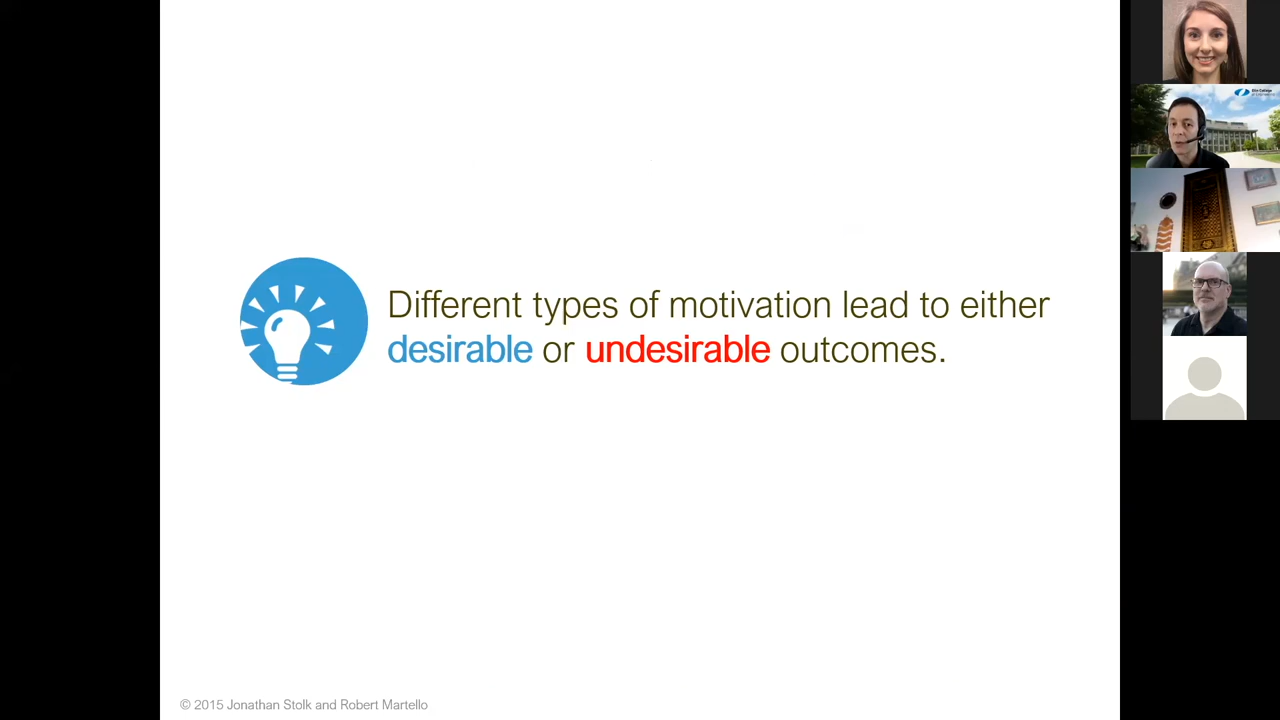 Different types of motivation lead to either
desirable or undesirable outcomes.
© 2015 Jonathan Stolk and Robert Martello